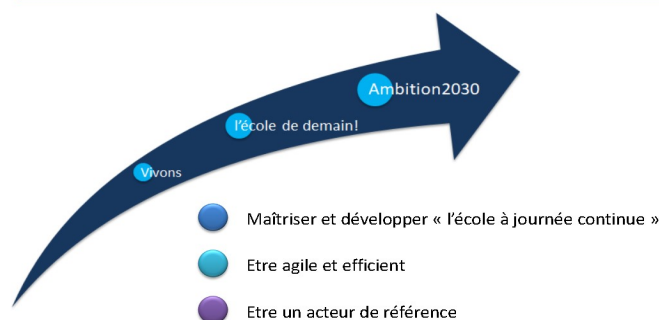 Ambition2030
l'école de demain!
Vivons
Maîtriser et développer « l'école à journée continue »
Etre agile et efficient
Etre un acteur de référence